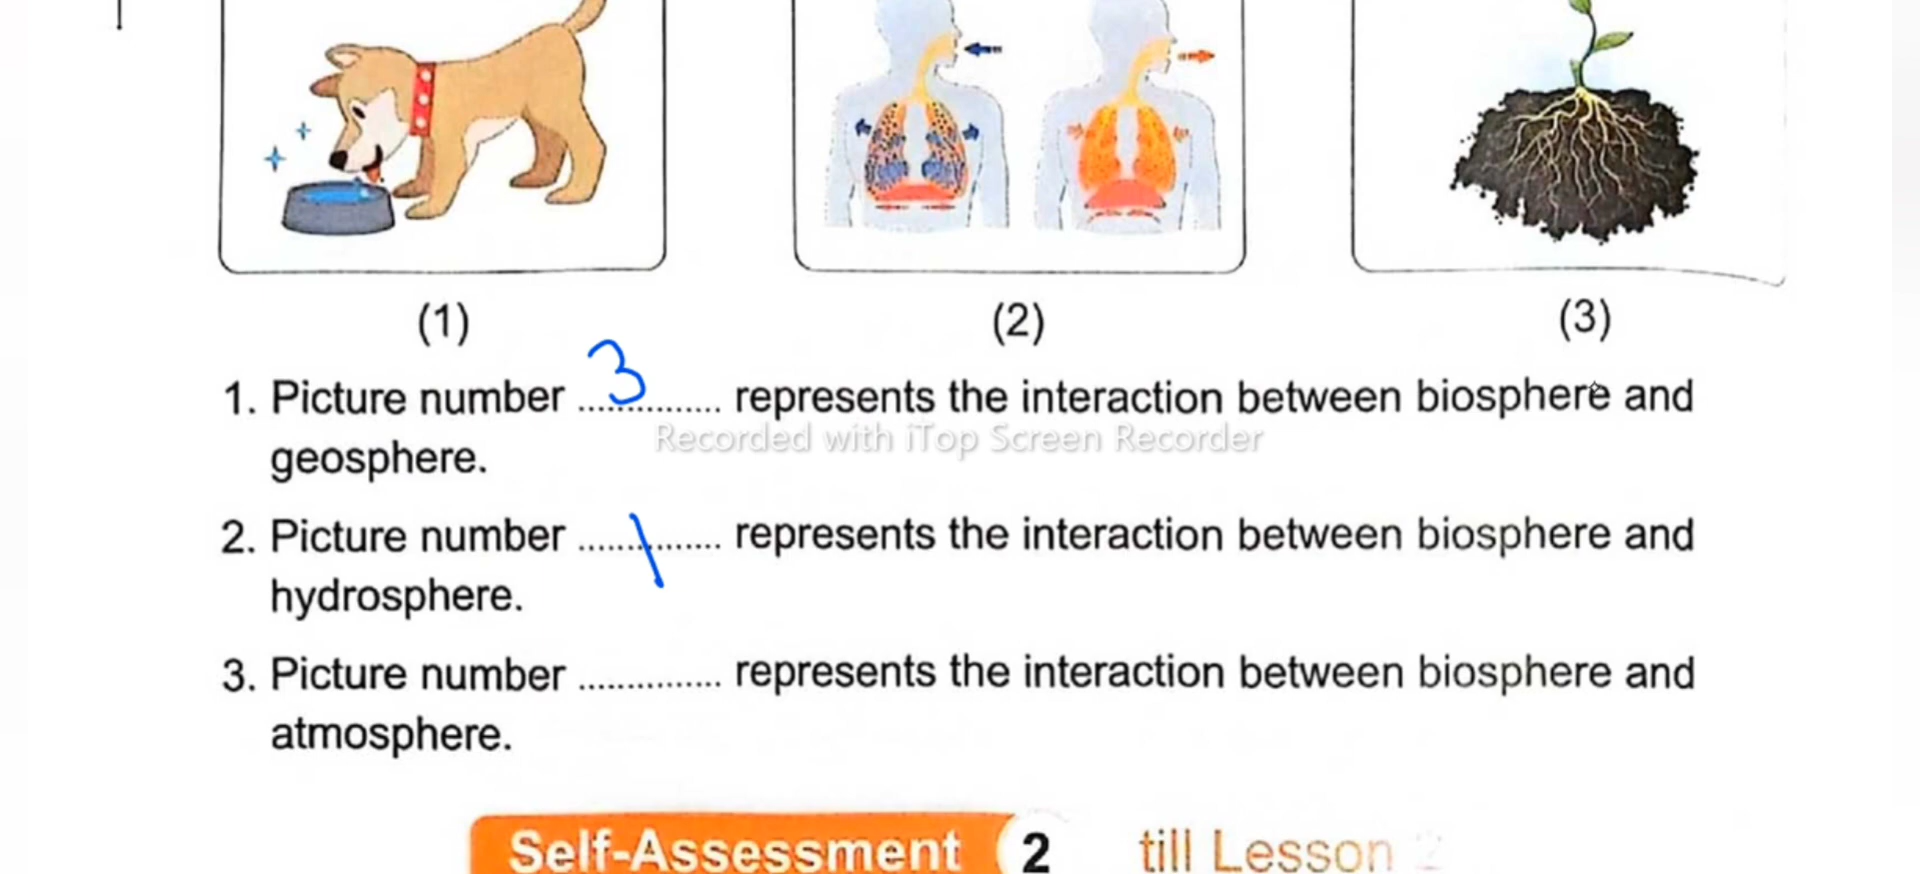 (1) (2) (3)
1. Picture number ...3... represents the interaction between biosphere and
geosphere.
Recorded with iTop Screen Recorder
2. Picture number ...1... represents the interaction between biosphere and
hydrosphere.
3. Picture number .............. represents the interaction between biosphere and
atmosphere.
Self-Assessment 2 till Lesson 2